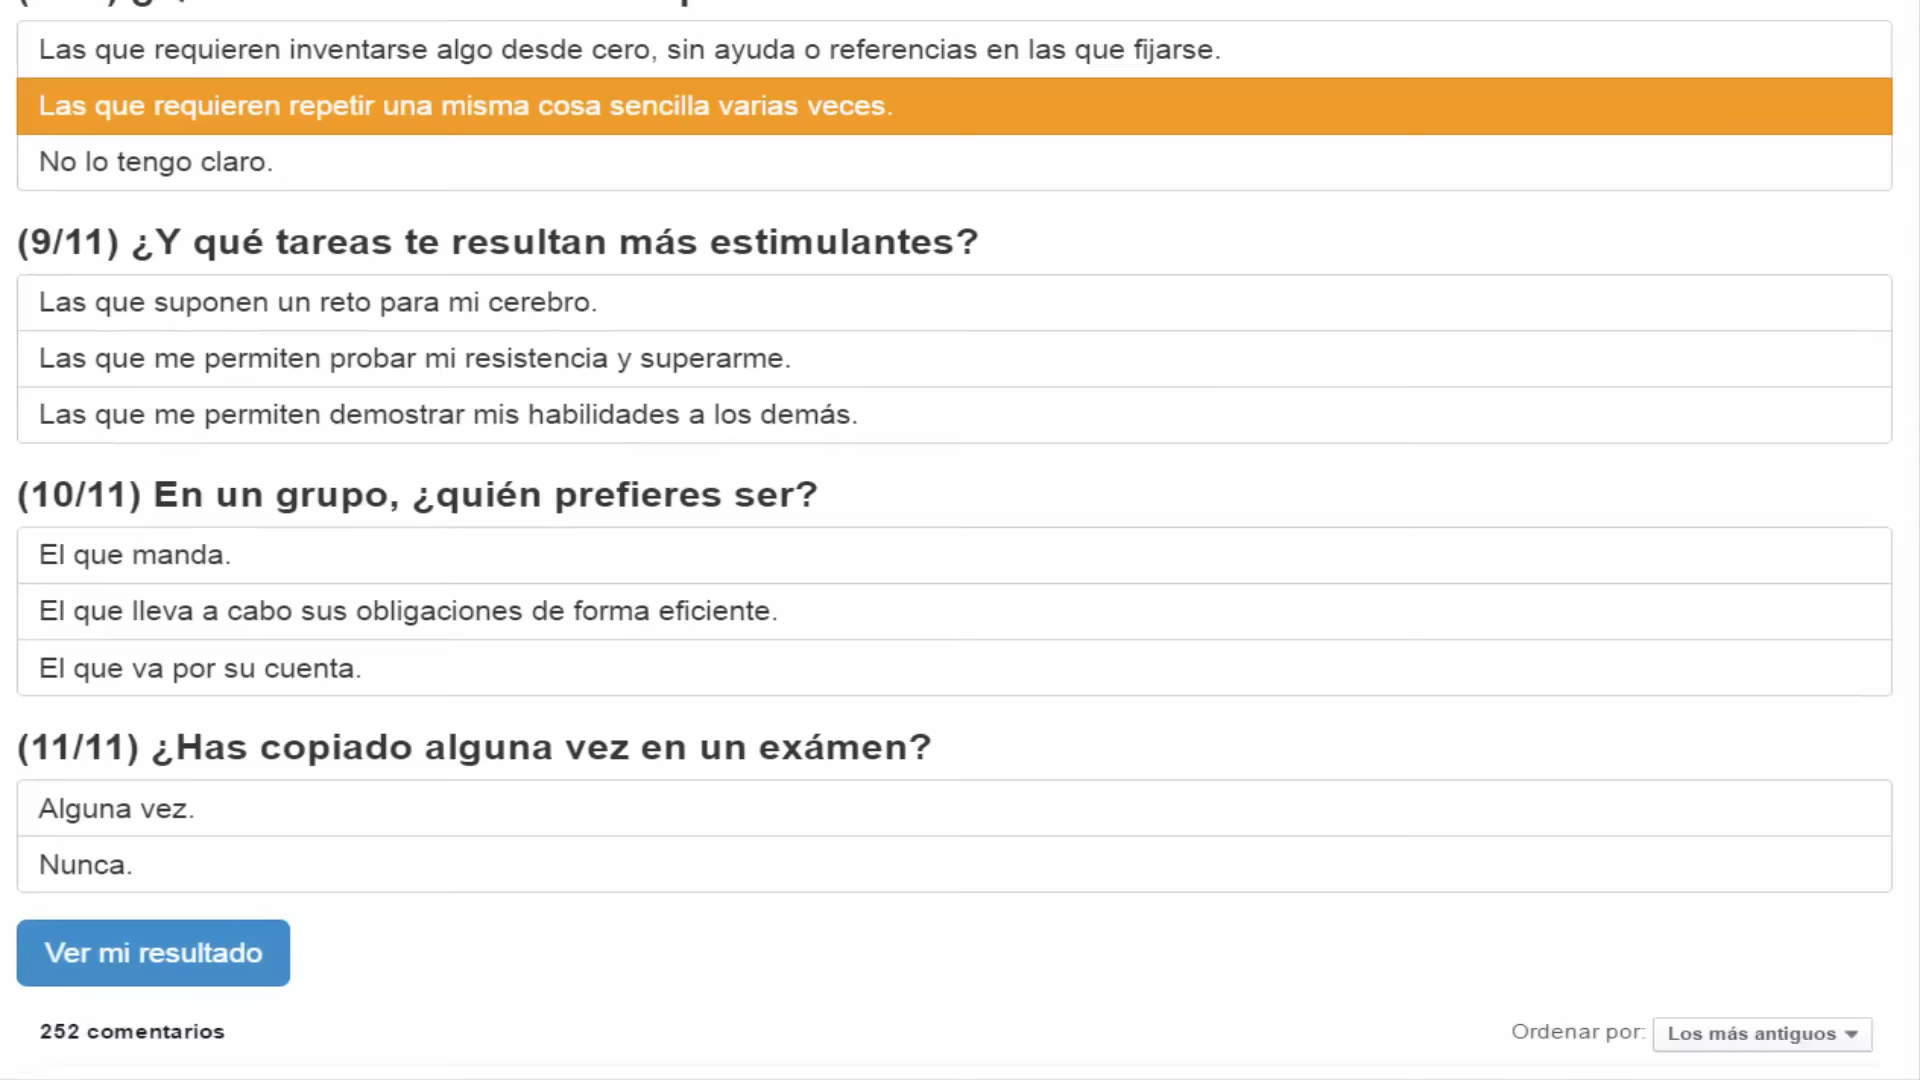 Las que requieren inventarse algo desde cero, sin ayuda o referencias en las que fijarse.
Las que requieren repetir una misma cosa sencilla varias veces.
No lo tengo claro.
(9/11) ¿Y qué tareas te resultan más estimulantes?
Las que suponen un reto para mi cerebro.
Las que me permiten probar mi resistencia y superarme.
Las que me permiten demostrar mis habilidades a los demás.
(10/11) En un grupo, ¿quién prefieres ser?
El que manda.
El que lleva a cabo sus obligaciones de forma eficiente.
El que va por su cuenta.
(11/11) ¿Has copiado alguna vez en un exámen?
Alguna vez.
Nunca.
Ver mi resultado
252 comentarios
Ordenar por: Los más antiguos